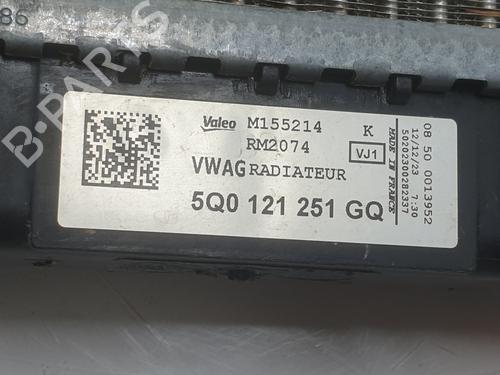 86
B-PARTS
Valeo M155214 K
RM2074 VJ1
VWAG RADIATEUR
5Q0 121 251 GQ
08 50 0013952
12/12/23 7:30
50202300282337
MADE IN FRANCE